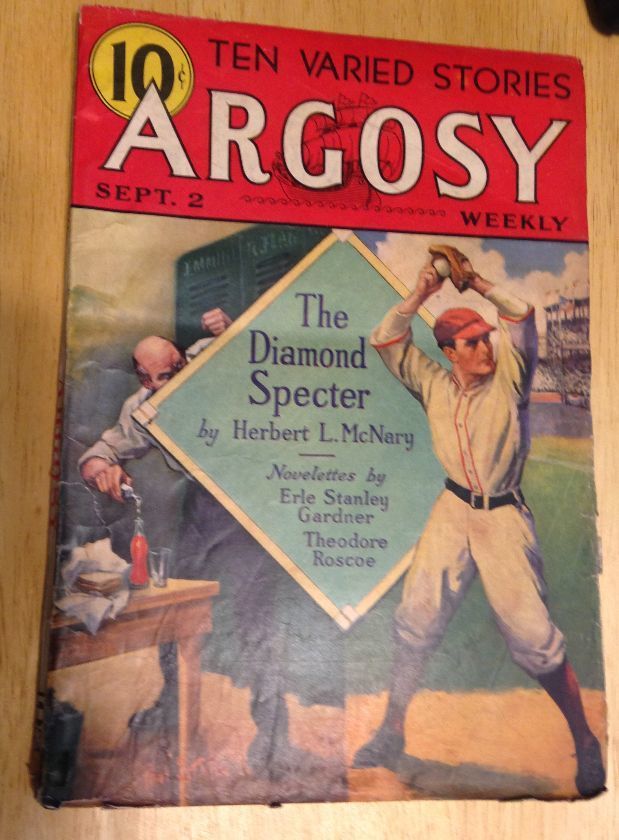 10¢
TEN VARIED STORIES
ARGOSY
SEPT. 2
WEEKLY
The
Diamond
Specter
by Herbert L. McNary
Novelettes by
Erle Stanley
Gardner
Theodore
Roscoe